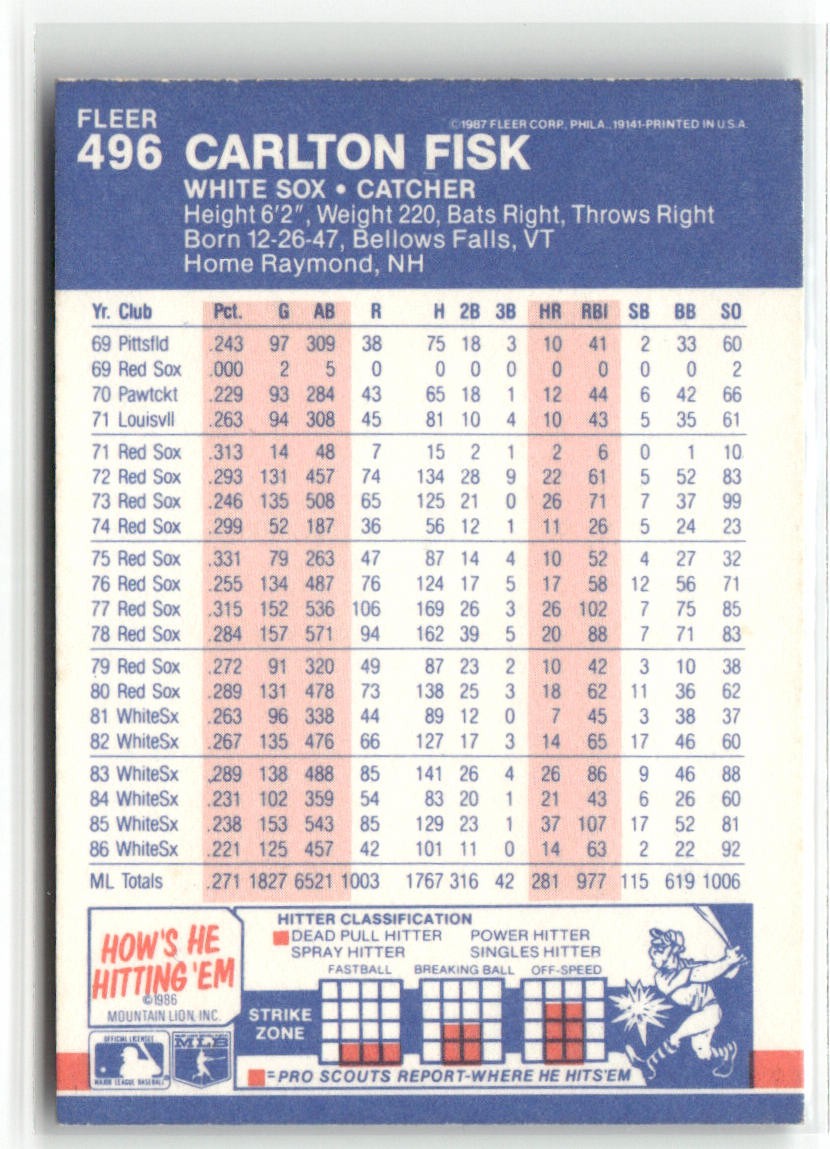 FLEER
©1987 FLEER CORP. PHILA., 19141-PRINTED IN U.S.A.
496 CARLTON FISK
WHITE SOX • CATCHER
Height 6'2", Weight 220, Bats Right, Throws Right
Born 12-26-47, Bellows Falls, VT
Home Raymond, NH
Yr. Club Pct. G AB R H 2B 3B HR RBI SB BB SO
69 Pittsfld .243 97 309 38 75 18 3 10 41 2 33 60
69 Red Sox .000 2 5 0 0 0 0 0 0 0 0 2
70 Pawtckt .229 93 284 43 65 18 1 12 44 6 42 66
71 Louisvll .263 94 308 45 81 10 4 10 43 5 35 61
71 Red Sox .313 14 48 7 15 2 1 2 6 0 1 10
72 Red Sox .293 131 457 74 134 28 9 22 61 5 52 83
73 Red Sox .246 135 508 65 125 21 0 26 71 7 37 99
74 Red Sox .299 52 187 36 56 12 1 11 26 5 24 23
75 Red Sox .331 79 263 47 87 14 4 10 52 4 27 32
76 Red Sox .255 134 487 76 124 17 5 17 58 12 56 71
77 Red Sox .315 152 536 106 169 26 3 26 102 7 75 85
78 Red Sox .284 157 571 94 162 39 5 20 88 7 71 83
79 Red Sox .272 91 320 49 87 23 2 10 42 3 10 38
80 Red Sox .289 131 478 73 138 25 3 18 62 11 36 62
81 WhiteSx .263 96 338 44 89 12 0 7 45 3 38 37
82 WhiteSx .267 135 476 66 127 17 3 14 65 17 46 60
83 WhiteSx .289 138 488 85 141 26 4 26 86 9 46 88
84 WhiteSx .231 102 359 54 83 20 1 21 43 6 26 60
85 WhiteSx .238 153 543 85 129 23 1 37 107 17 52 81
86 WhiteSx .221 125 457 42 101 11 0 14 63 2 22 92
ML Totals .271 1827 6521 1003 1767 316 42 281 977 115 619 1006
HOW'S HE
HITTING 'EM
©1986
MOUNTAIN LION, INC.
HITTER CLASSIFICATION
DEAD PULL HITTER POWER HITTER
SPRAY HITTER SINGLES HITTER
FASTBALL BREAKING BALL OFF-SPEED
STRIKE
ZONE
=PRO SCOUTS REPORT-WHERE HE HITS'EM
OFFICIAL LICENSEE
MAJOR LEAGUE BASEBALL
MLB